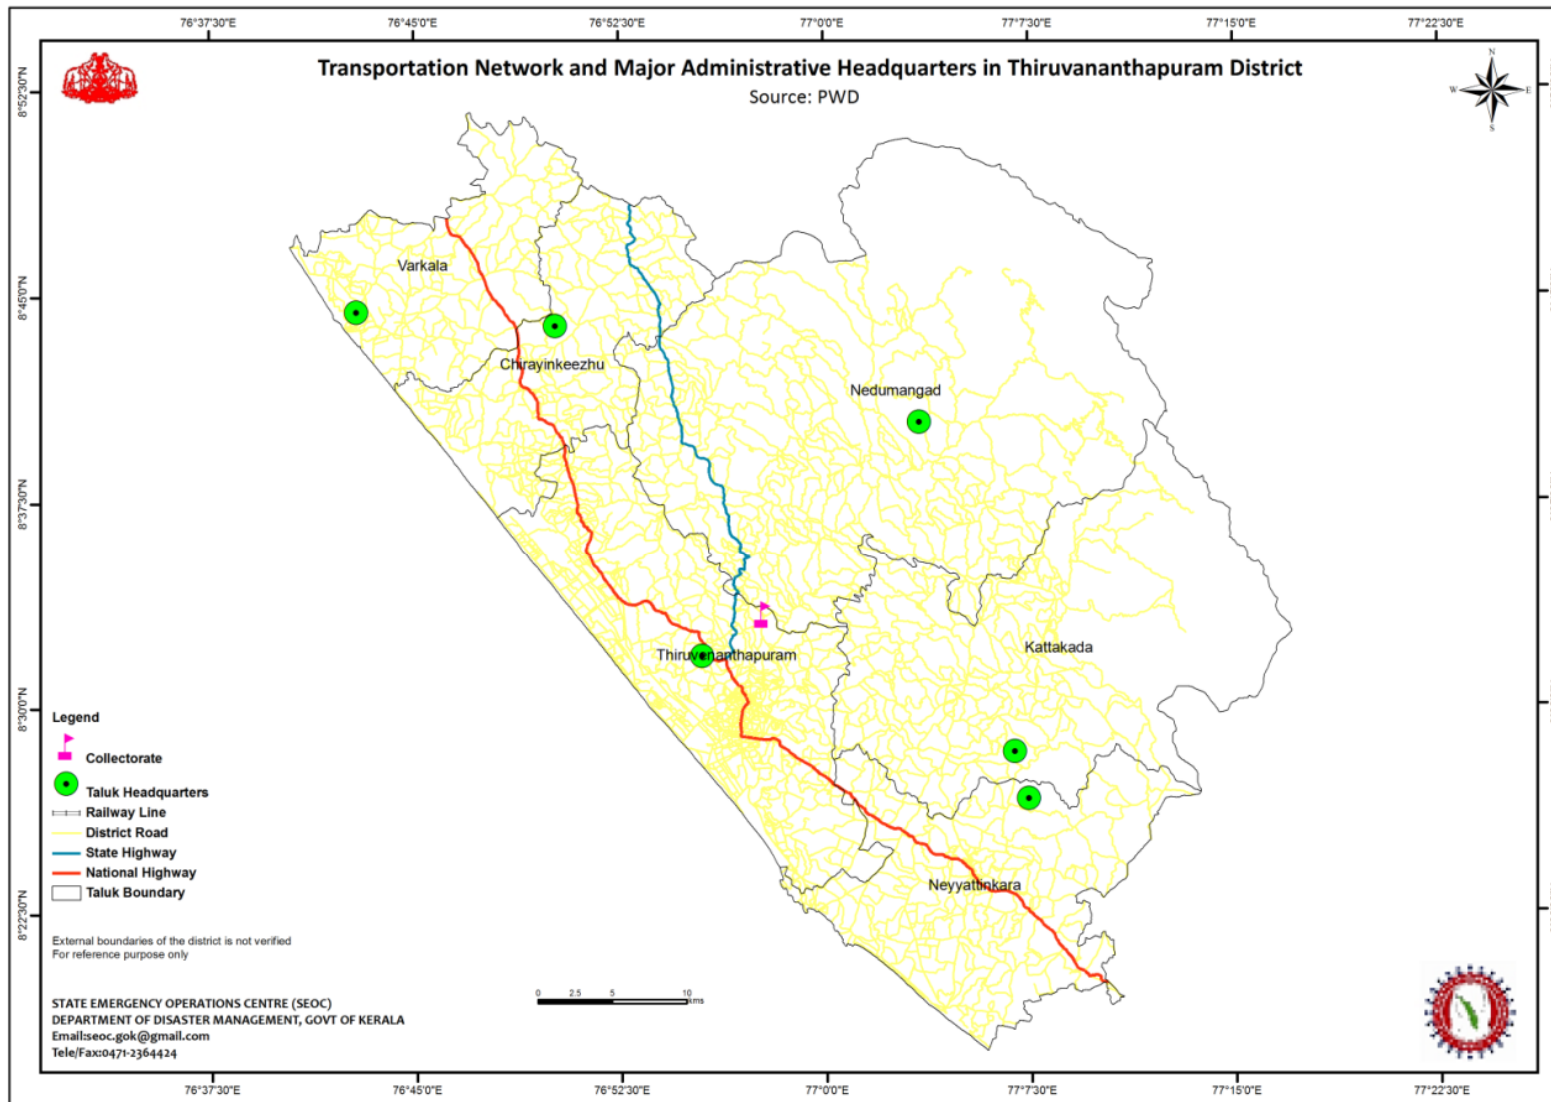 76°37'30"E 76°45'0"E 76°52'30"E 77°0'0"E 77°7'30"E 77°15'0"E 77°22'30"E
Transportation Network and Major Administrative Headquarters in Thiruvananthapuram District
Source: PWD
N
W E
S
8°52'30"N
8°45'0"N
8°37'30"N
8°30'0"N
8°22'30"N
Varkala
Chirayinkeezhu
Nedumangad
Kattakada
Thiruvananthapuram
Neyyattinkara
Legend
Collectorate
Taluk Headquarters
Railway Line
District Road
State Highway
National Highway
Taluk Boundary
External boundaries of the district is not verified
For reference purpose only
0 2.5 5 10
kms
STATE EMERGENCY OPERATIONS CENTRE (SEOC)
DEPARTMENT OF DISASTER MANAGEMENT, GOVT OF KERALA
Email:seoc.gok@gmail.com
Tele/Fax:0471-2364424
76°37'30"E 76°45'0"E 76°52'30"E 77°0'0"E 77°7'30"E 77°15'0"E 77°22'30"E